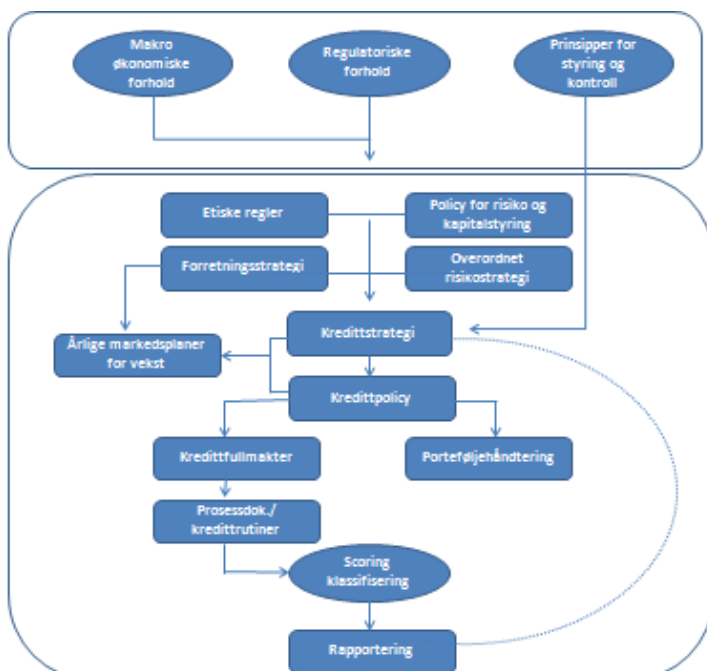 Makro
økonomiske
forhold
Regulatoriske
forhold
Prinsipper for
styring og
kontroll
Etiske regler
Policy for risiko og
kapitalstyring
Forretningsstrategi
Overordnet
risikostrategi
Kredittstrategi
Årlige markedsplaner
for vekst
Kredittpolicy
Kredittfullmakter
Porteføljehåndtering
Prosessdok./
kredittrutiner
Scoring
klassifisering
Rapportering